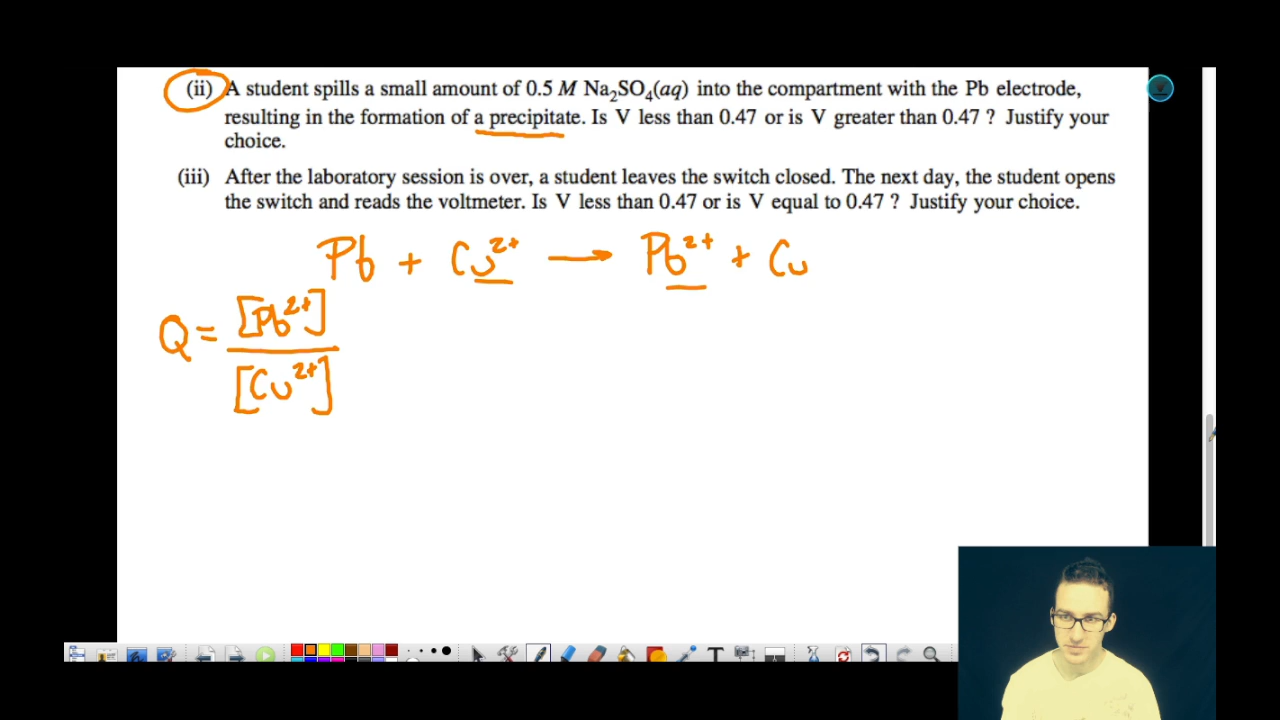 (ii) A student spills a small amount of 0.5 M Na₂SO₄(aq) into the compartment with the Pb electrode,
resulting in the formation of a precipitate. Is V less than 0.47 or is V greater than 0.47 ? Justify your
choice.
(iii) After the laboratory session is over, a student leaves the switch closed. The next day, the student opens
the switch and reads the voltmeter. Is V less than 0.47 or is V equal to 0.47 ? Justify your choice.
Pb + Cu²⁺ → Pb²⁺ + Cu
Q = [Pb²⁺]
[Cu²⁺]
T